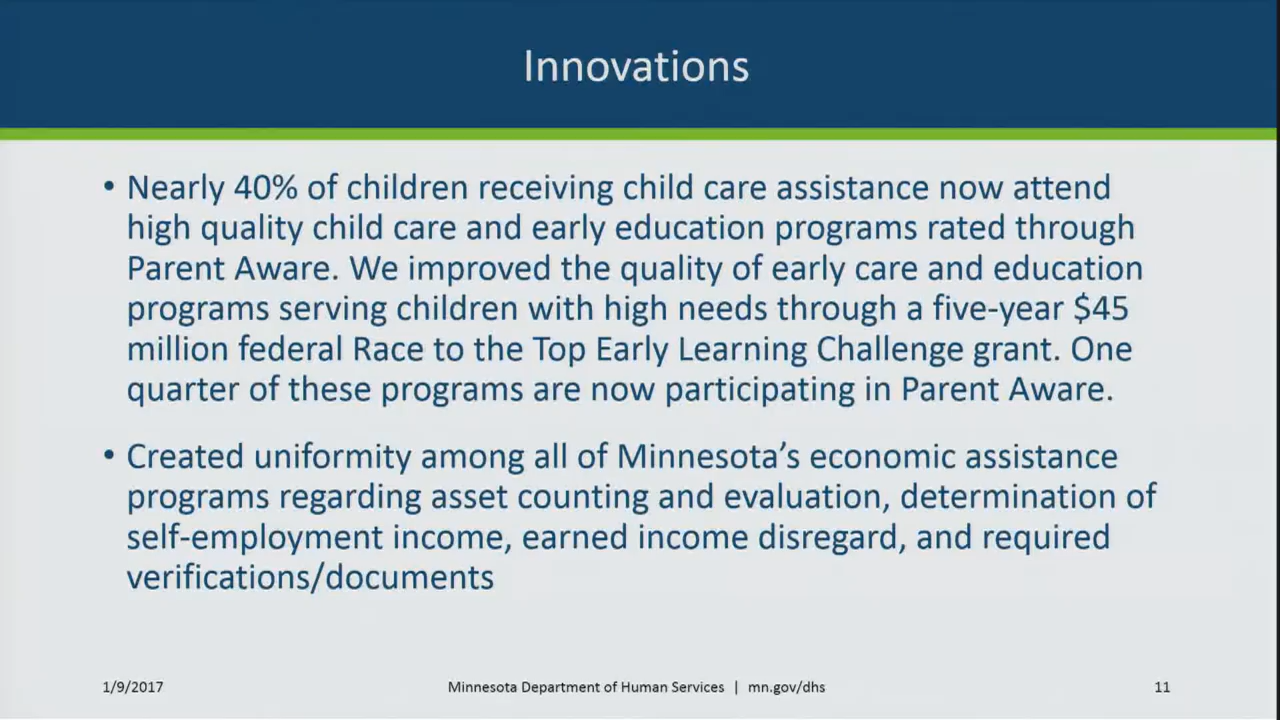 Innovations
• Nearly 40% of children receiving child care assistance now attend
high quality child care and early education programs rated through
Parent Aware. We improved the quality of early care and education
programs serving children with high needs through a five-year $45
million federal Race to the Top Early Learning Challenge grant. One
quarter of these programs are now participating in Parent Aware.
• Created uniformity among all of Minnesota’s economic assistance
programs regarding asset counting and evaluation, determination of
self-employment income, earned income disregard, and required
verifications/documents
1/9/2017 Minnesota Department of Human Services | mn.gov/dhs 11